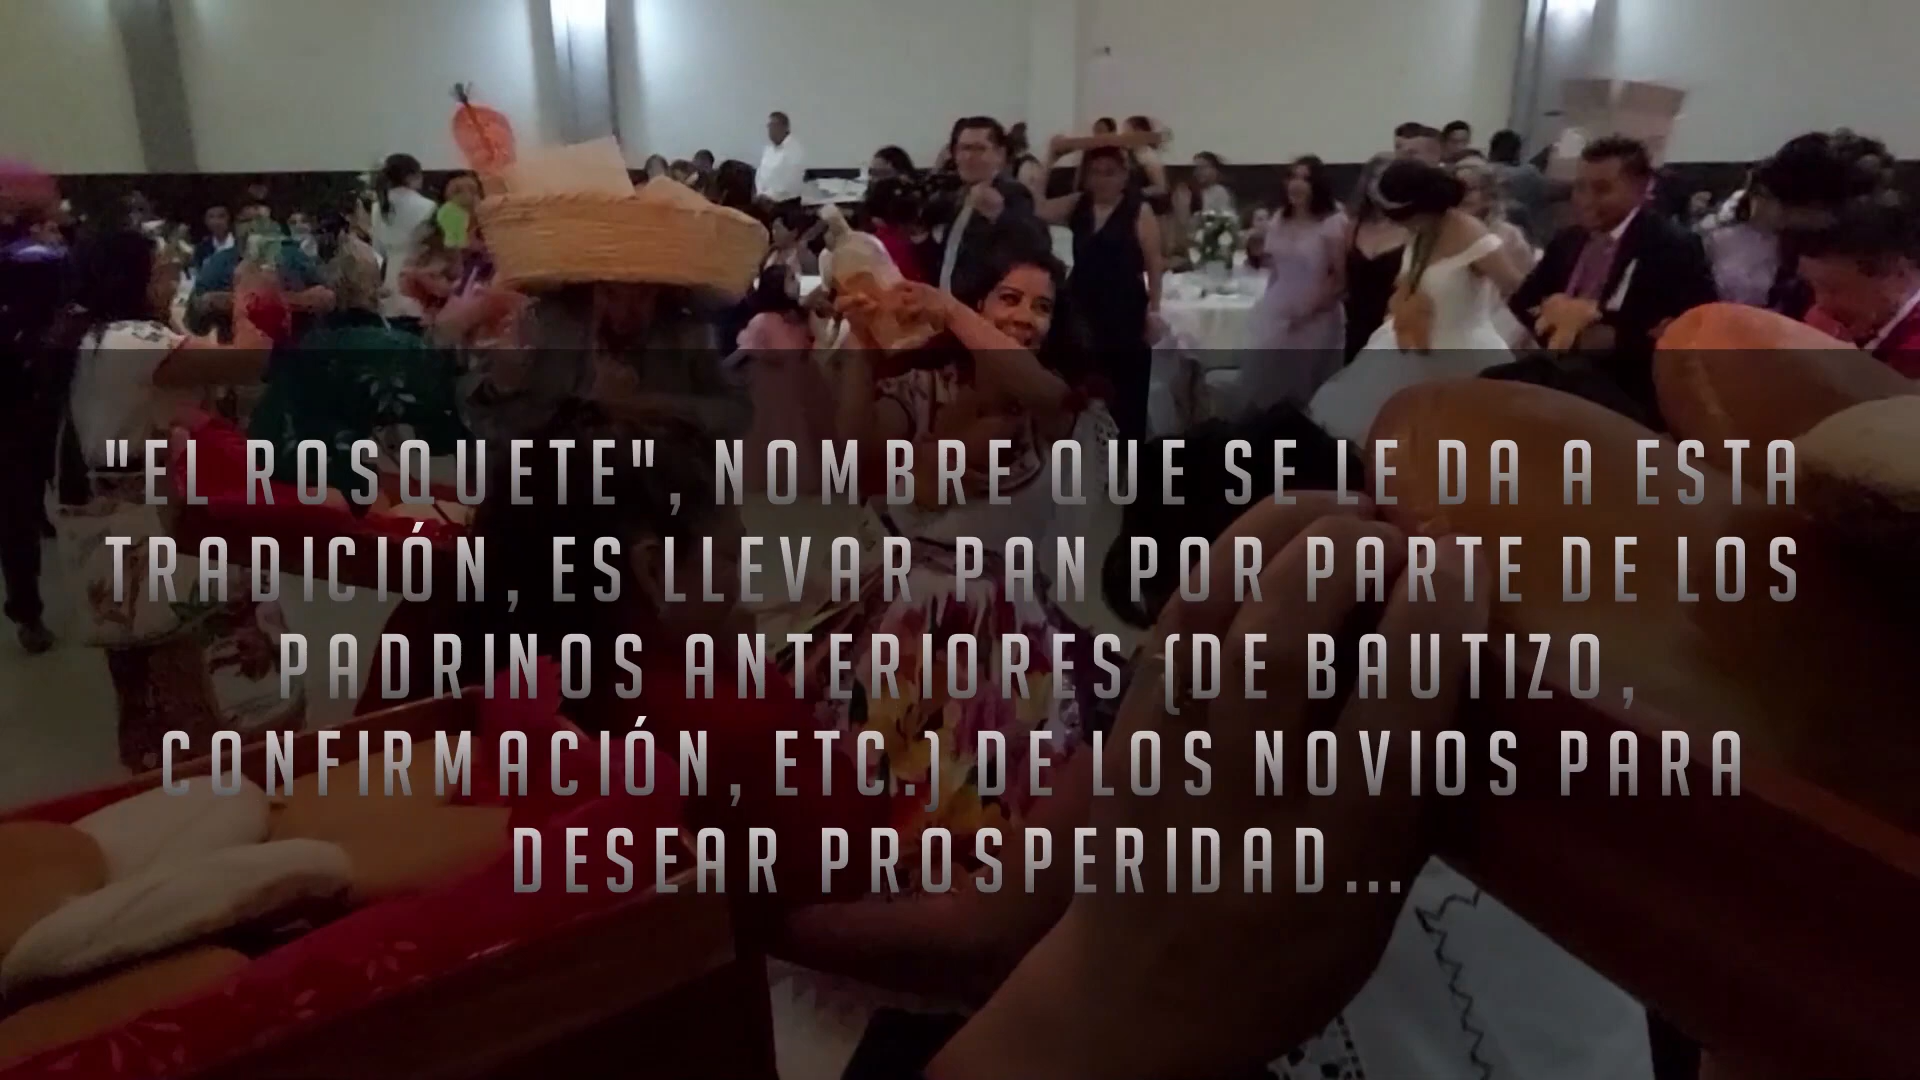 "EL ROSQUETE", NOMBRE QUE SE LE DA A ESTA
TRADICIÓN, ES LLEVAR PAN POR PARTE DE LOS
PADRINOS ANTERIORES (DE BAUTIZO,
CONFIRMACIÓN, ETC.) DE LOS NOVIOS PARA
DESEAR PROSPERIDAD...